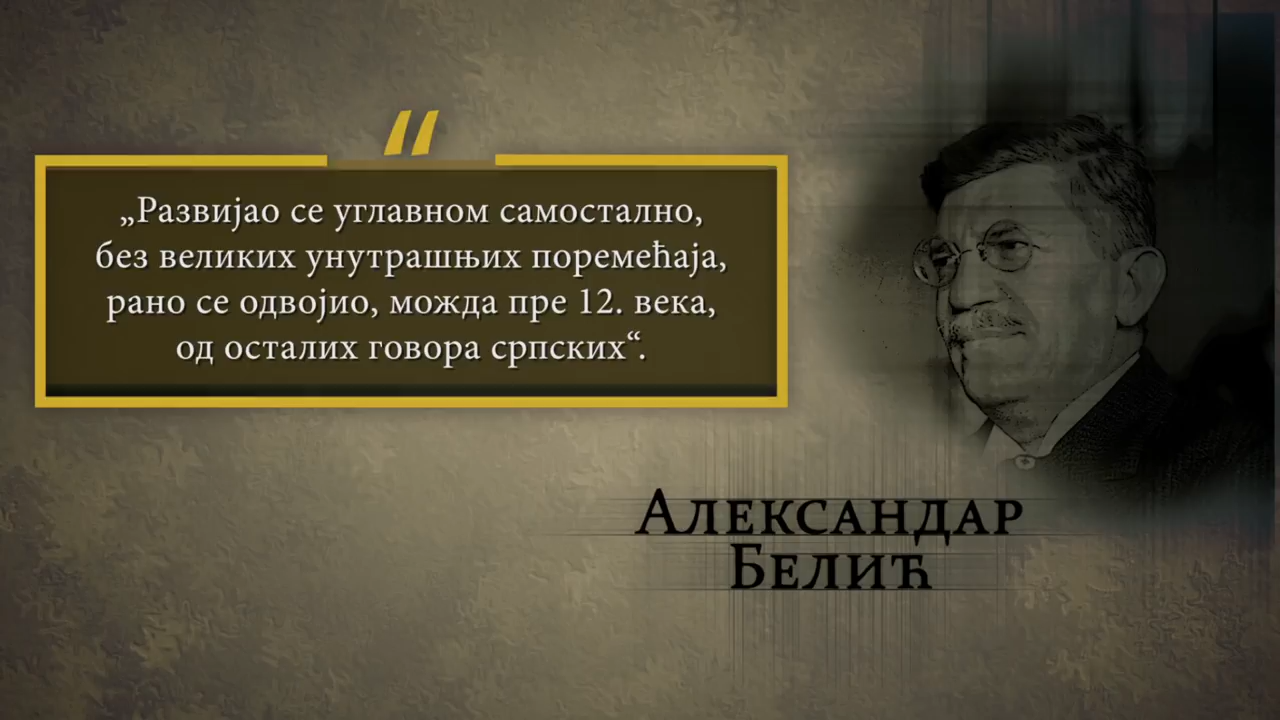 „Развијао се углавном самостално,
без великих унутрашњих поремећаја,
рано се одвојио, можда пре 12. века,
од осталих говора српских“.
Александар
Белић